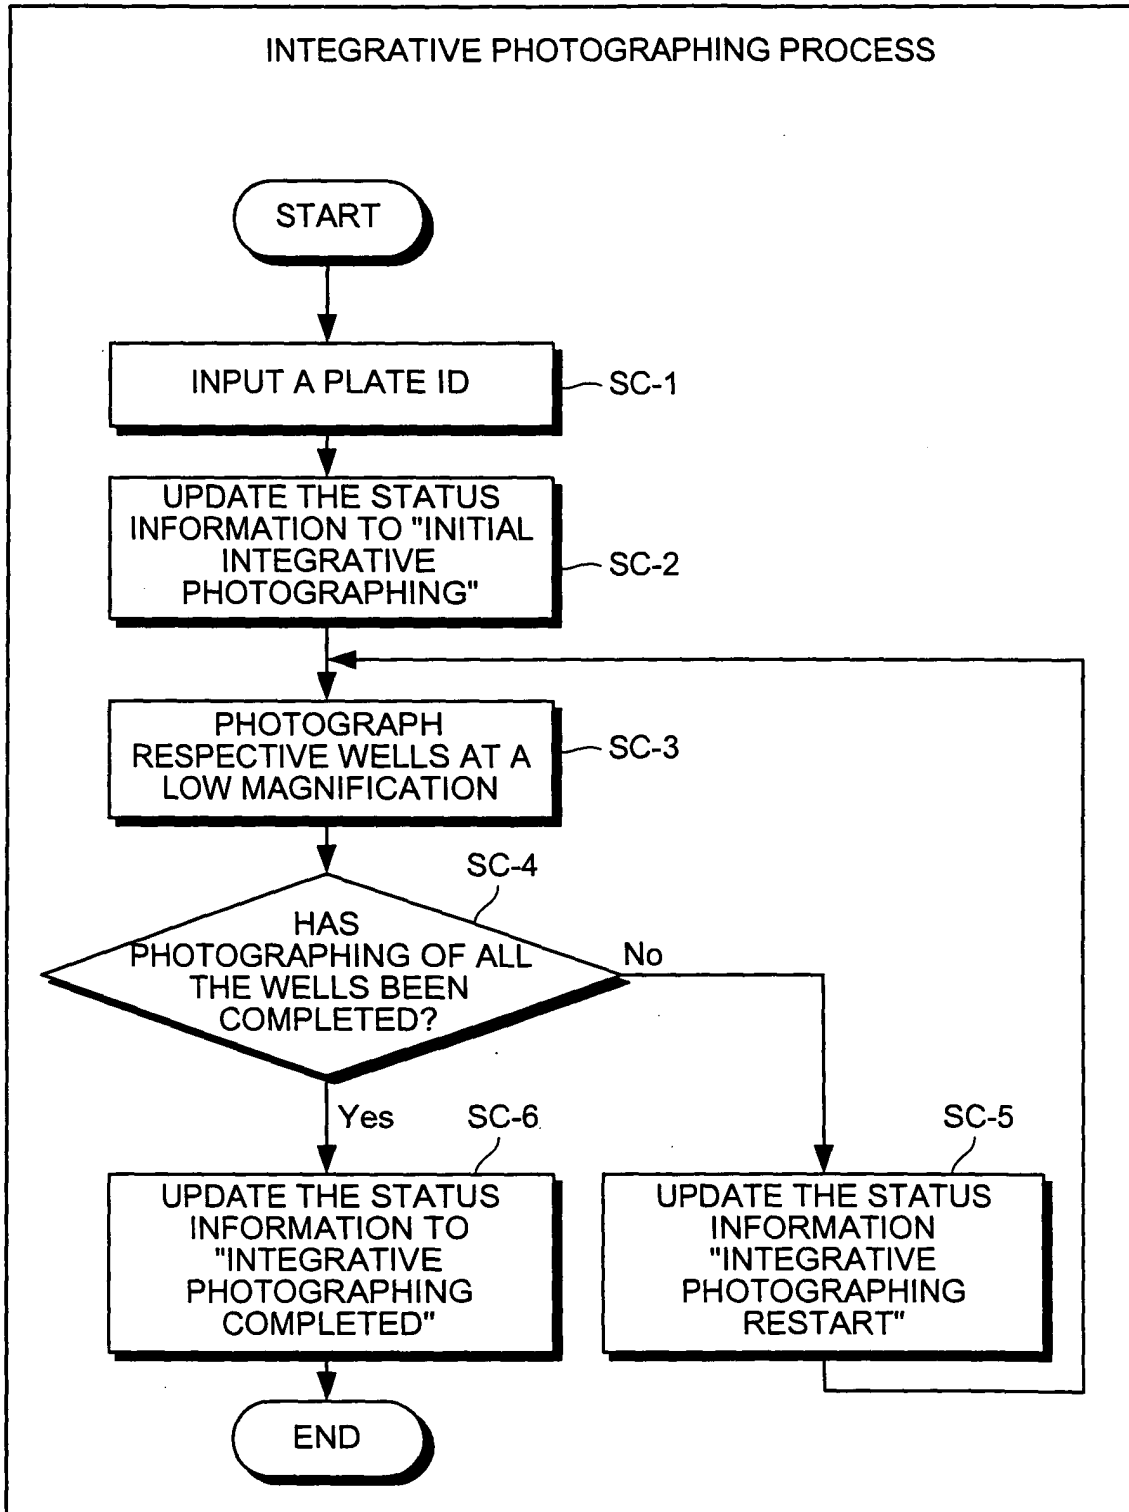 INTEGRATIVE PHOTOGRAPHING PROCESS
START
INPUT A PLATE ID
SC-1
UPDATE THE STATUS
INFORMATION TO "INITIAL
INTEGRATIVE
PHOTOGRAPHING"
SC-2
PHOTOGRAPH
RESPECTIVE WELLS AT A
LOW MAGNIFICATION
SC-3
SC-4
HAS
PHOTOGRAPHING OF ALL
THE WELLS BEEN
COMPLETED?
No
Yes
SC-6
UPDATE THE STATUS
INFORMATION TO
"INTEGRATIVE
PHOTOGRAPHING
COMPLETED"
SC-5
UPDATE THE STATUS
INFORMATION
"INTEGRATIVE
PHOTOGRAPHING
RESTART"
END